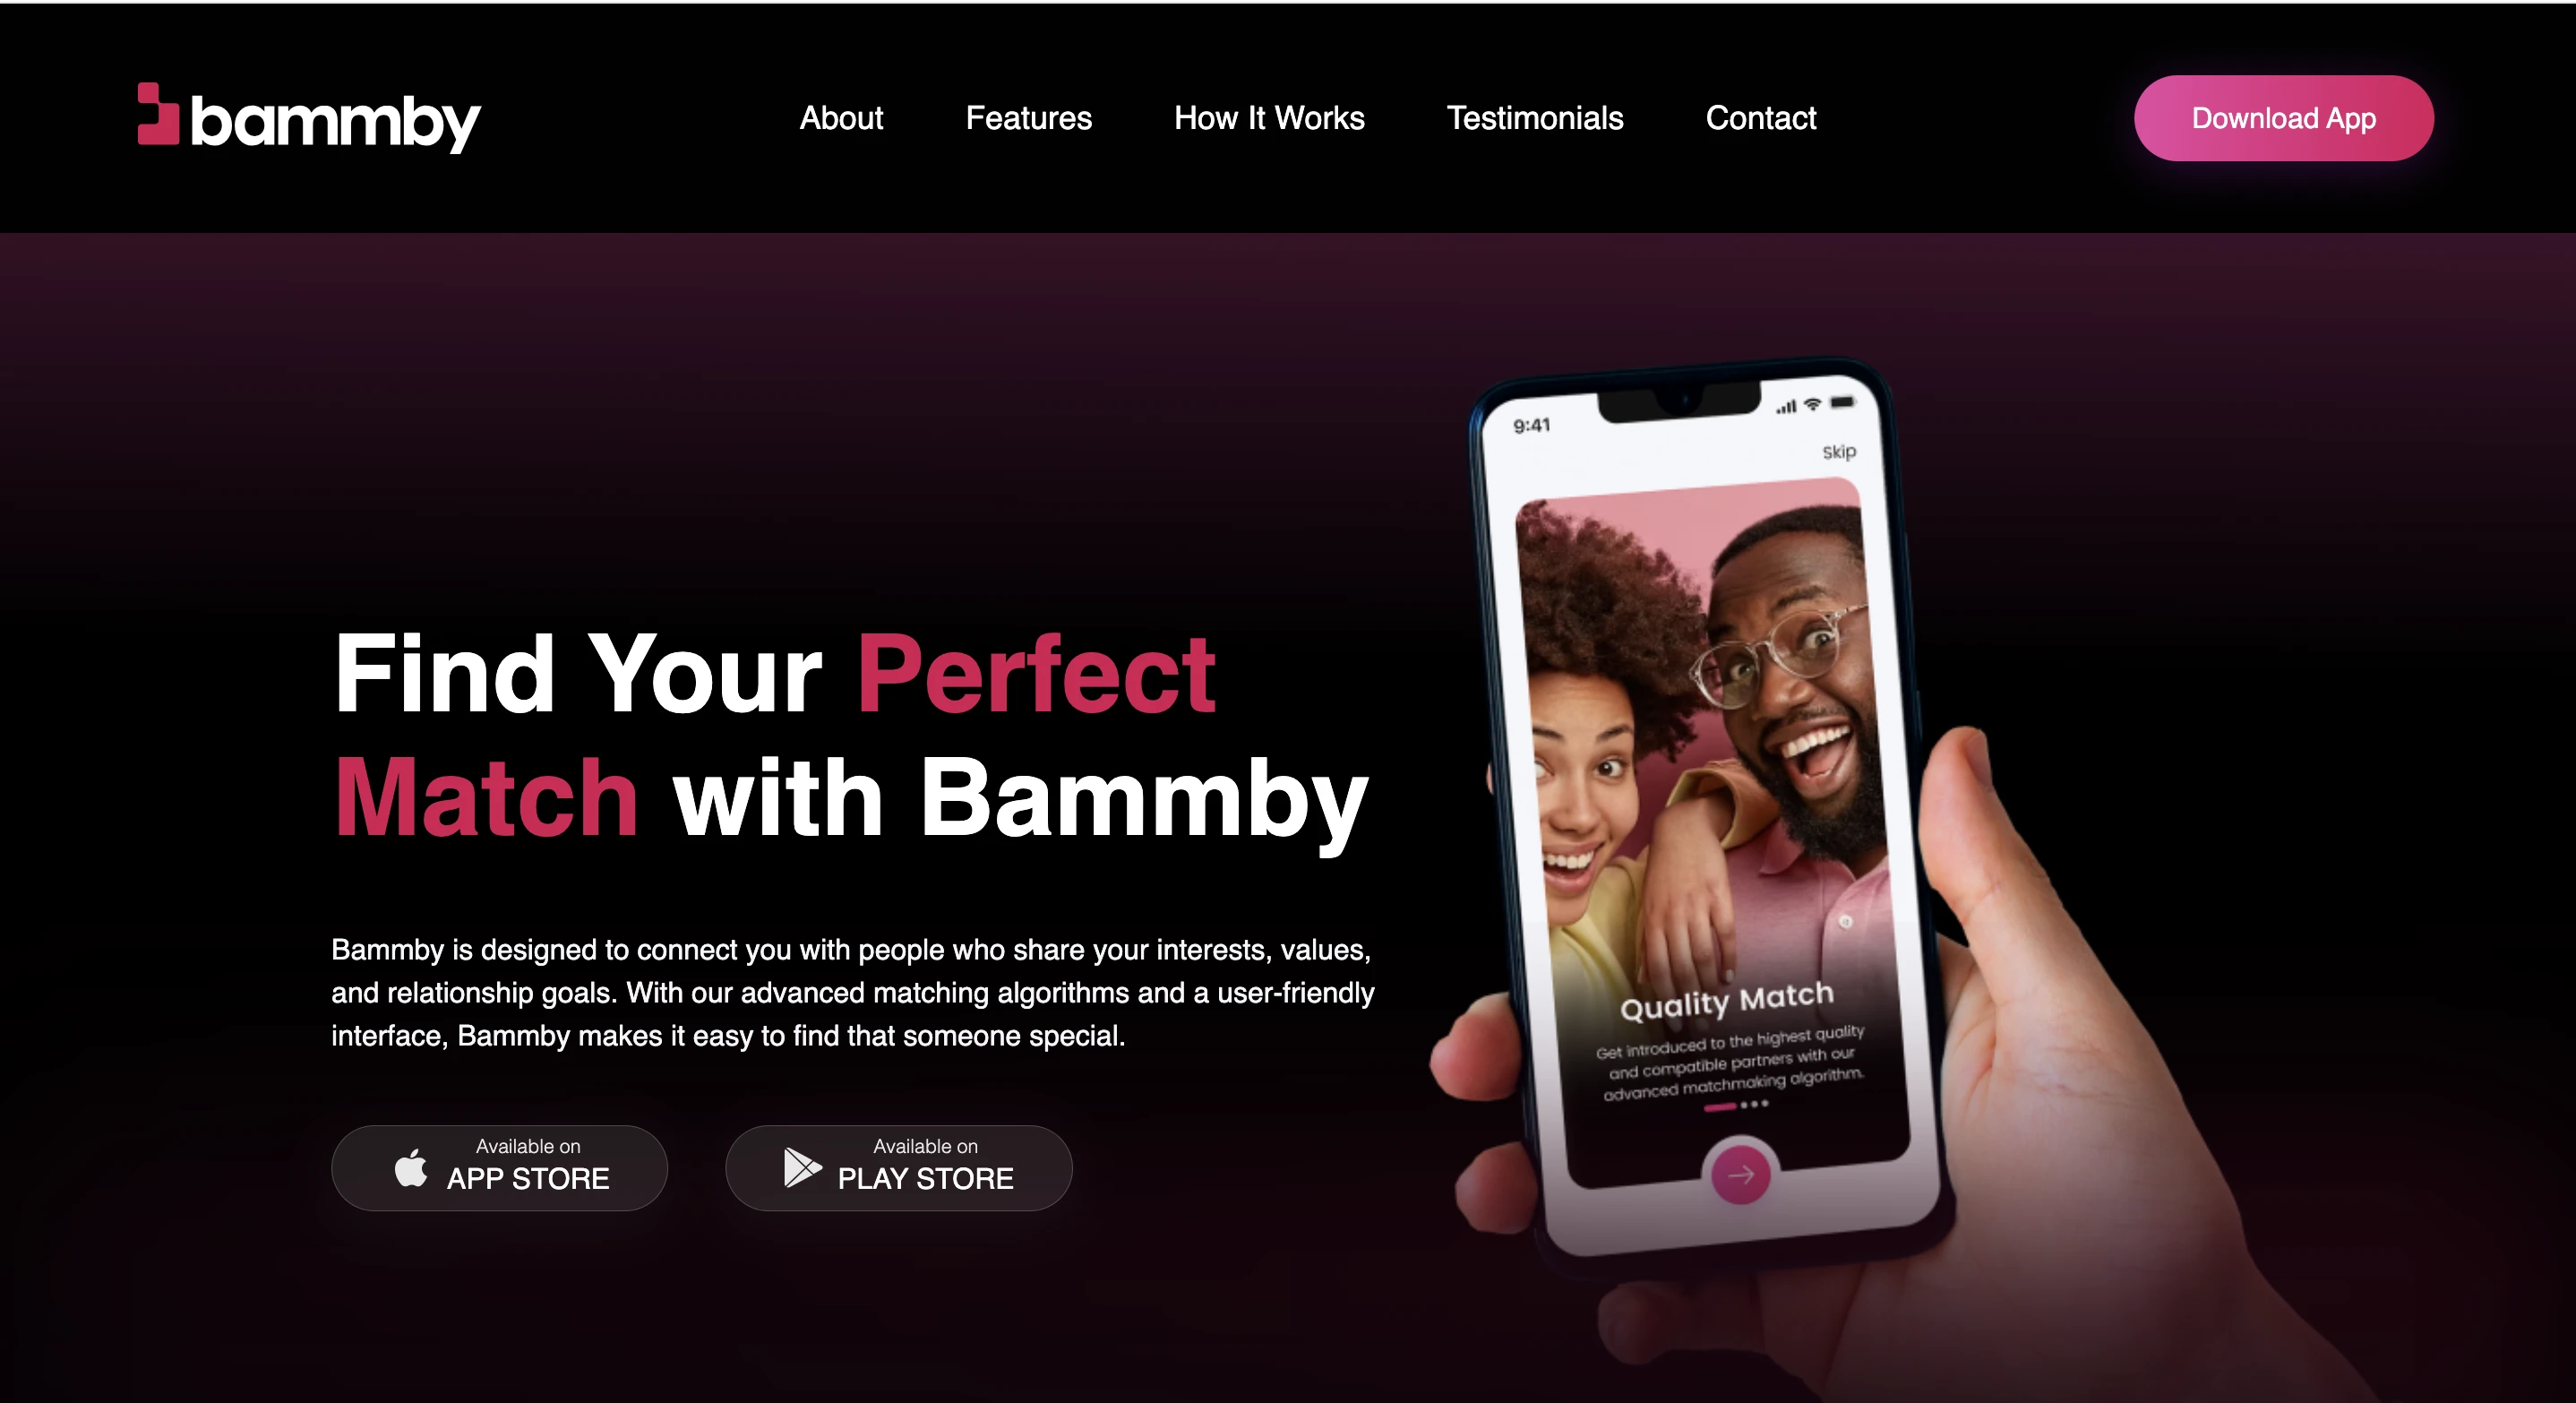 bammby
About
Features
How It Works
Testimonials
Contact
Download App
Find Your Perfect
Match with Bammby
Bammby is designed to connect you with people who share your interests, values,
and relationship goals. With our advanced matching algorithms and a user-friendly
interface, Bammby makes it easy to find that someone special.
Available on
APP STORE
Available on
PLAY STORE
9:41
Skip
Quality Match
Get introduced to the highest quality
and compatible partners with our
advanced matchmaking algorithm.